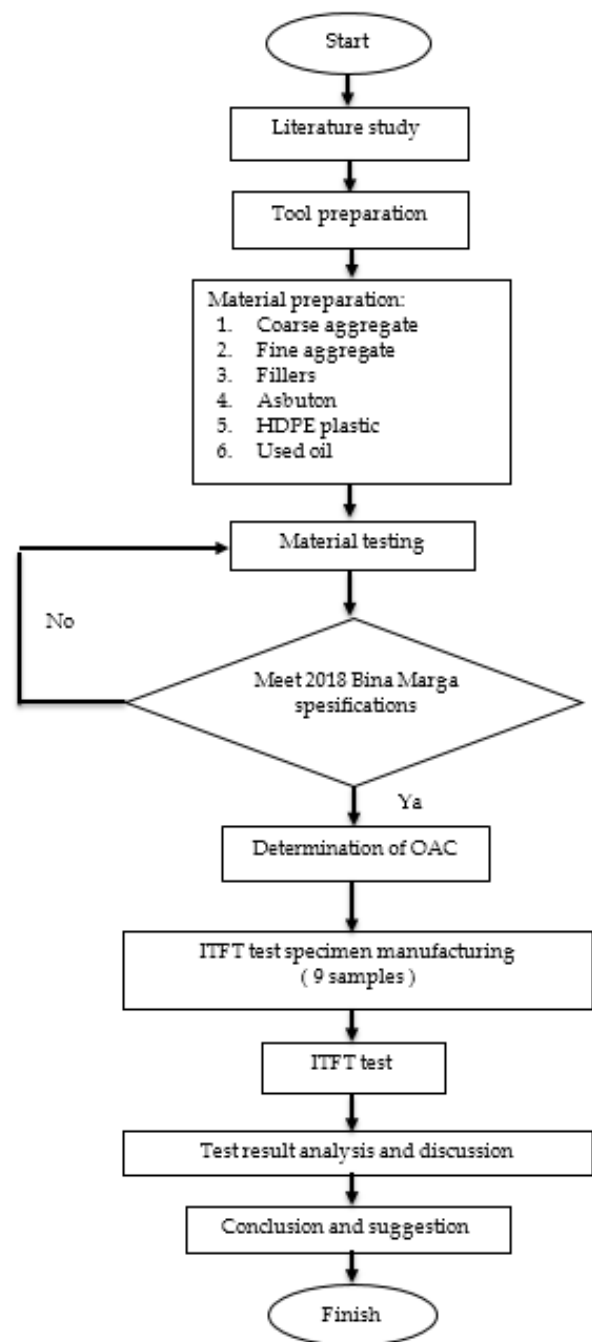 Start
Literature study
Tool preparation
Material preparation:
1. Coarse aggregate
2. Fine aggregate
3. Fillers
4. Asbuton
5. HDPE plastic
6. Used oil
Material testing
No
Meet 2018 Bina Marga
spesifications
Ya
Determination of OAC
ITFT test specimen manufacturing
( 9 samples )
ITFT test
Test result analysis and discussion
Conclusion and suggestion
Finish